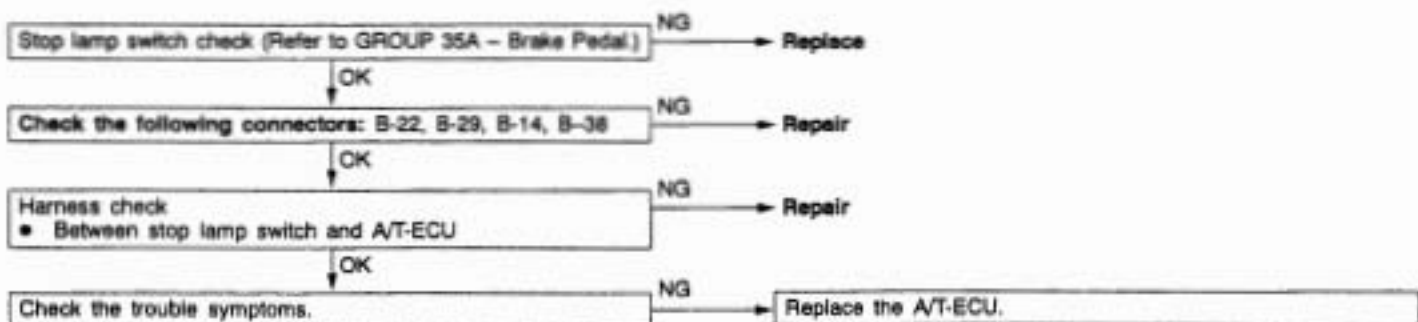 NG
Stop lamp switch check (Refer to GROUP 35A – Brake Pedal.)
Replace
OK
NG
Check the following connectors: B-22, B-29, B-14, B-38
Repair
OK
NG
Harness check
Repair
● Between stop lamp switch and A/T-ECU
OK
NG
Check the trouble symptoms.
Replace the A/T-ECU.